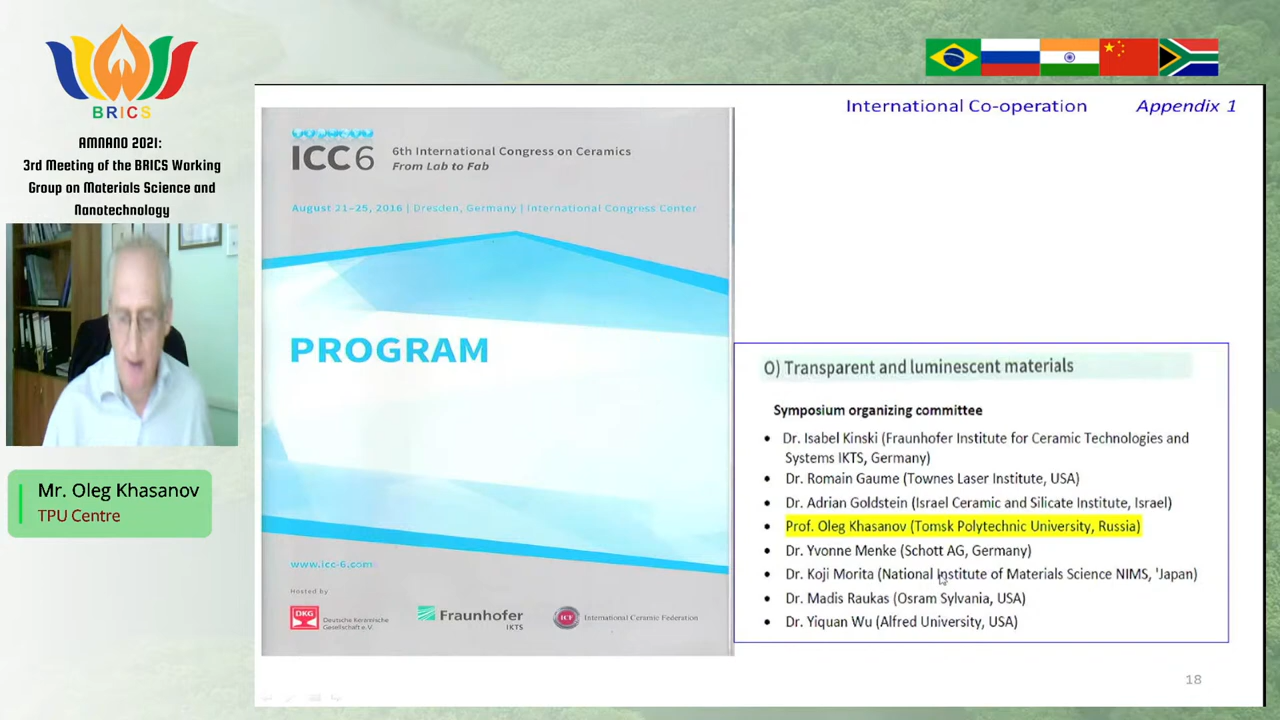 BRICS
AMNANO 2021:
3rd Meeting of the BRICS Working
Group on Materials Science and
Nanotechnology
Mr. Oleg Khasanov
TPU Centre
International Co-operation Appendix 1
ICC6
6th International Congress on Ceramics
From Lab to Fab
August 21–25, 2016 | Dresden, Germany | International Congress Center
PROGRAM
www.icc-6.com
Hosted by
DKG
Deutsche Keramische
Gesellschaft e.V.
Fraunhofer
IKTS
ICF
International Ceramic Federation
O) Transparent and luminescent materials
Symposium organizing committee
• Dr. Isabel Kinski (Fraunhofer Institute for Ceramic Technologies and
Systems IKTS, Germany)
• Dr. Romain Gaume (Townes Laser Institute, USA)
• Dr. Adrian Goldstein (Israel Ceramic and Silicate Institute, Israel)
• Prof. Oleg Khasanov (Tomsk Polytechnic University, Russia)
• Dr. Yvonne Menke (Schott AG, Germany)
• Dr. Koji Morita (National Institute of Materials Science NIMS, 'Japan)
• Dr. Madis Raukas (Osram Sylvania, USA)
• Dr. Yiquan Wu (Alfred University, USA)
18